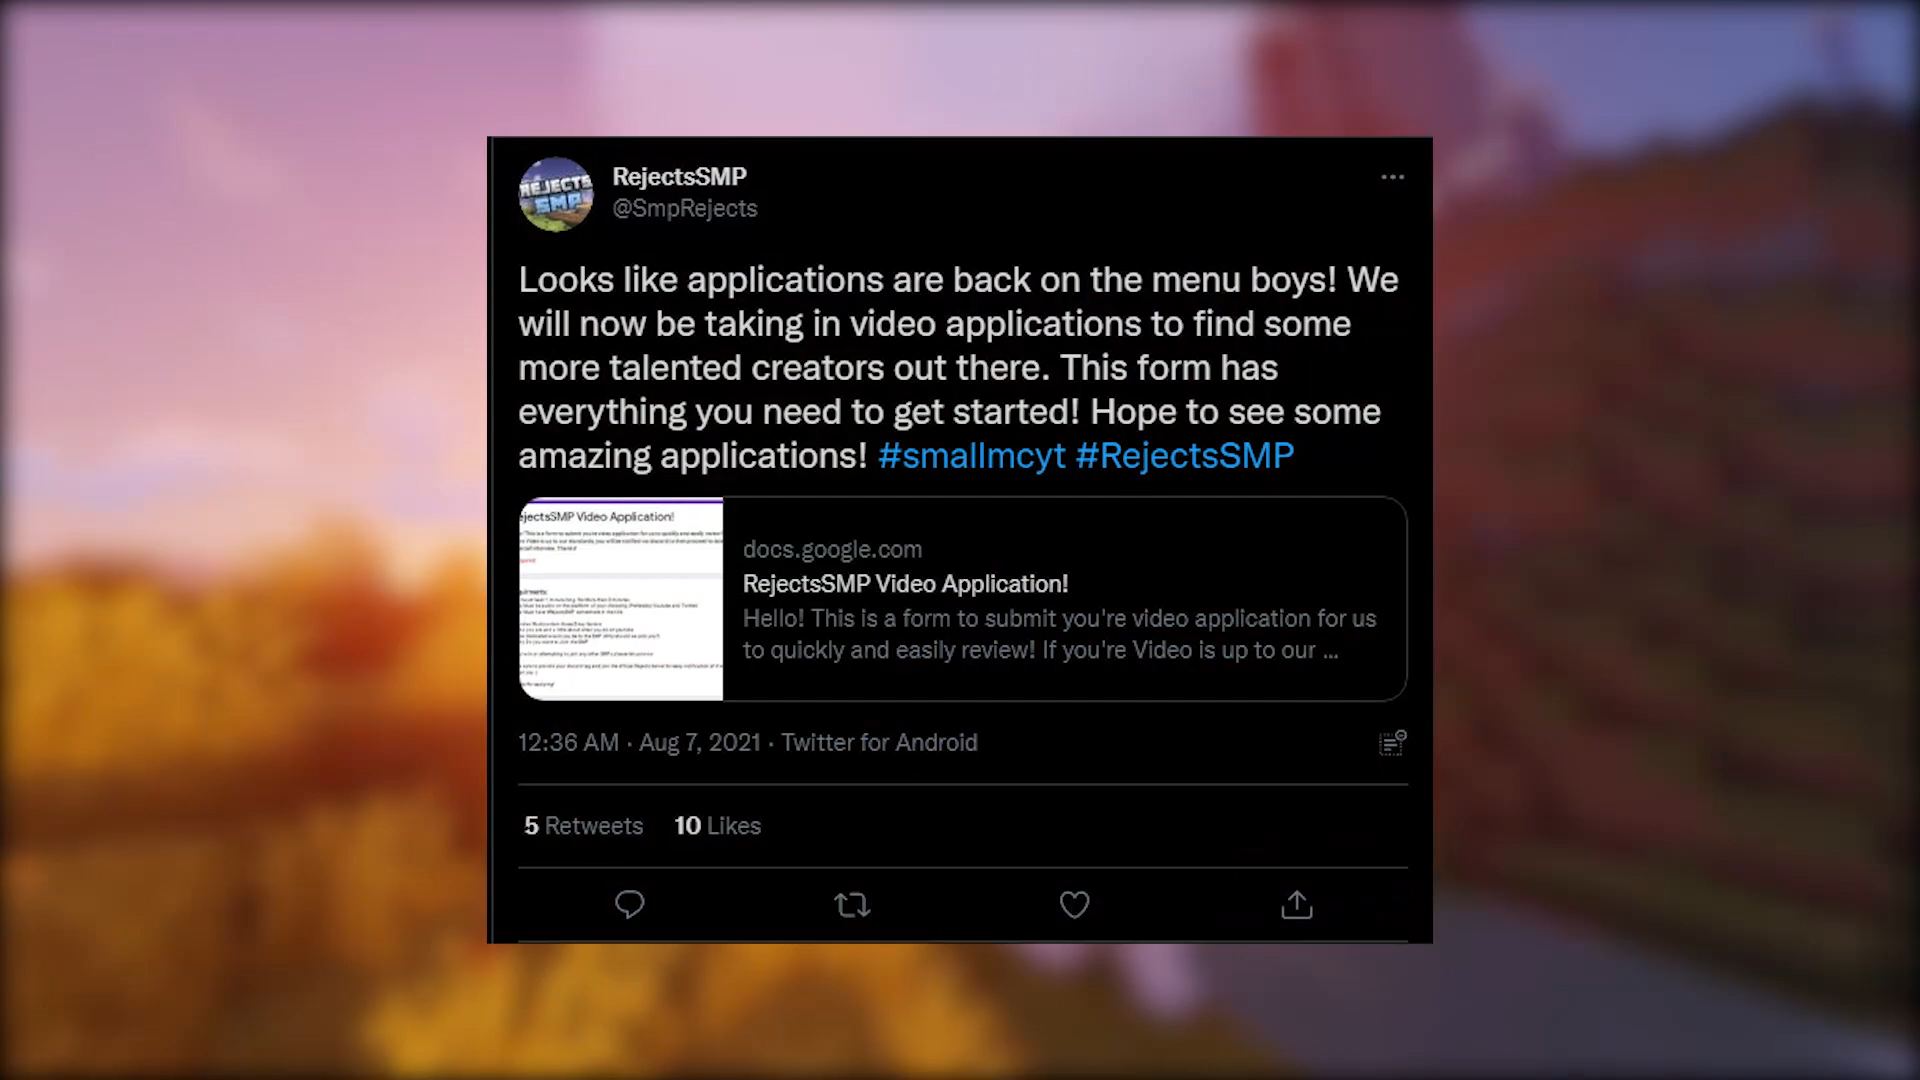 REJECTS
SMP
RejectsSMP
@SmpRejects
Looks like applications are back on the menu boys! We
will now be taking in video applications to find some
more talented creators out there. This form has
everything you need to get started! Hope to see some
amazing applications! #smallmcyt #RejectsSMP
ejectsSMP Video Application!
docs.google.com
RejectsSMP Video Application!
Hello! This is a form to submit you're video application for us
to quickly and easily review! If you're Video is up to our ...
12:36 AM · Aug 7, 2021 · Twitter for Android
5 Retweets 10 Likes